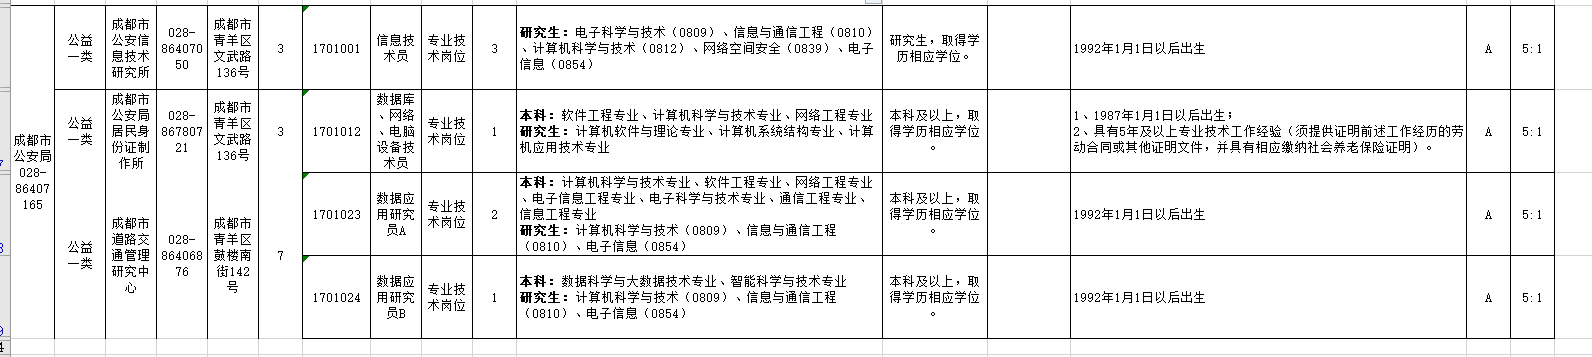 成都市
公安局
028-
86407
165
公益
一类
成都市
公安信
息技术
研究所
028-
864070
50
成都市
青羊区
文武路
136号
3
1701001
信息技
术员
专业技
术岗位
3
研究生：电子科学与技术（0809）、信息与通信工程（0810）
、计算机科学与技术（0812）、网络空间安全（0839）、电子
信息（0854）
研究生，取得学
历相应学位。
1992年1月1日以后出生
A
5:1
公益
一类
成都市
公安局
居民身
份证制
作所
028-
867807
21
成都市
青羊区
文武路
136号
3
1701012
数据库
、网络
、电脑
设备技
术员
专业技
术岗位
1
本科：软件工程专业、计算机科学与技术专业、网络工程专业
研究生：计算机软件与理论专业、计算机系统结构专业、计算
机应用技术专业
本科及以上，取
得学历相应学位
。
1、1987年1月1日以后出生；
2、具有5年及以上专业技术工作经验（须提供证明前述工作经历的劳
动合同或其他证明文件，并具有相应缴纳社会养老保险证明）。
A
5:1
公益
一类
成都市
道路交
通管理
研究中
心
028-
864068
76
成都市
青羊区
鼓楼南
街142
号
7
1701023
数据应
用研究
员A
专业技
术岗位
2
本科：计算机科学与技术专业、软件工程专业、网络工程专业
、电子信息工程专业、电子科学与技术专业、通信工程专业、
信息工程专业
研究生：计算机科学与技术（0809）、信息与通信工程
（0810）、电子信息（0854）
本科及以上，取
得学历相应学位
。
1992年1月1日以后出生
A
5:1
1701024
数据应
用研究
员B
专业技
术岗位
1
本科：数据科学与大数据技术专业、智能科学与技术专业
研究生：计算机科学与技术（0809）、信息与通信工程
（0810）、电子信息（0854）
本科及以上，取
得学历相应学位
。
1992年1月1日以后出生
A
5:1